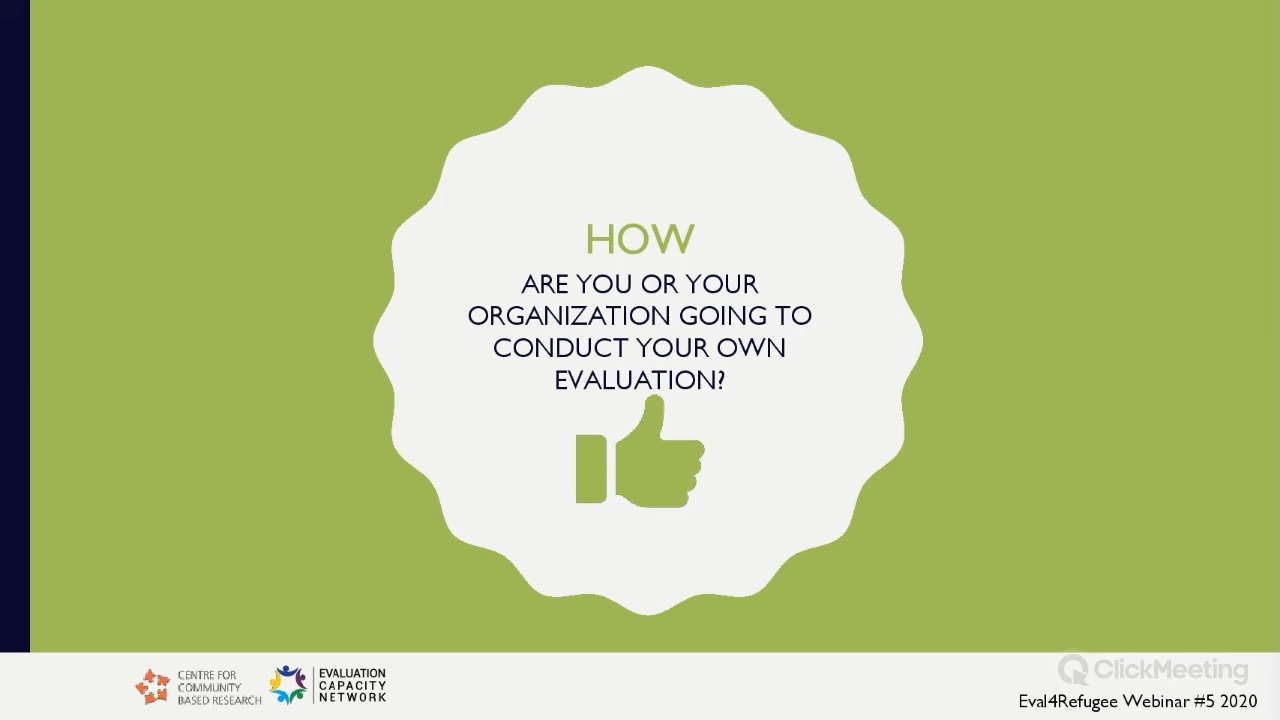 HOW
ARE YOU OR YOUR
ORGANIZATION GOING TO
CONDUCT YOUR OWN
EVALUATION?
CENTRE FOR
COMMUNITY
BASED RESEARCH
EVALUATION
CAPACITY
NETWORK
ClickMeeting
Eval4Refugee Webinar #5 2020